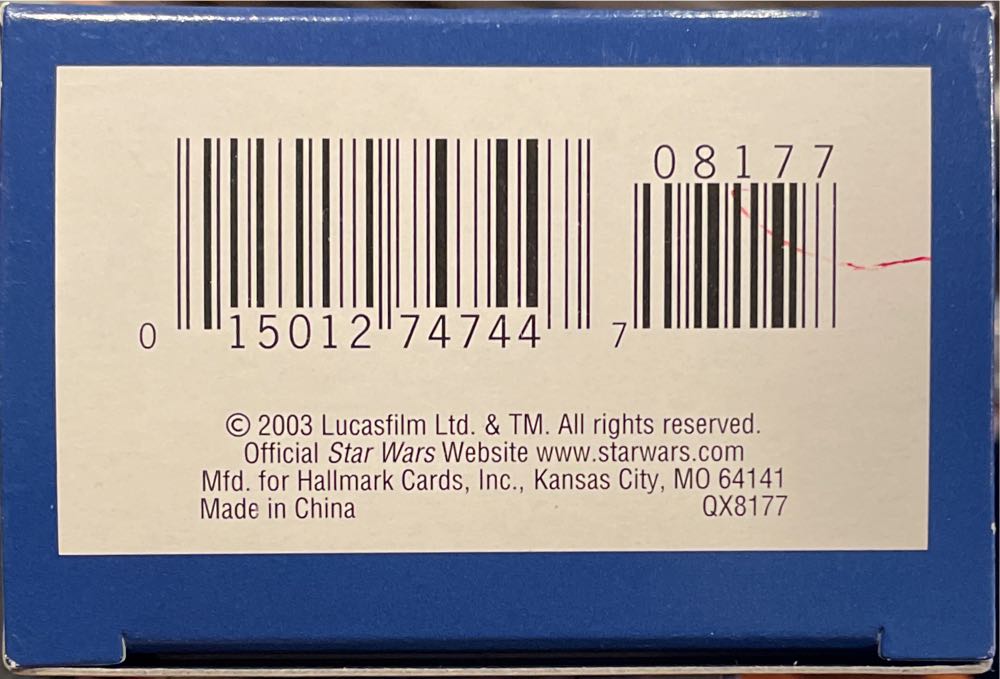 08177
0 15012 74744 7
© 2003 Lucasfilm Ltd. & TM. All rights reserved.
Official Star Wars Website www.starwars.com
Mfd. for Hallmark Cards, Inc., Kansas City, MO 64141
Made in China QX8177